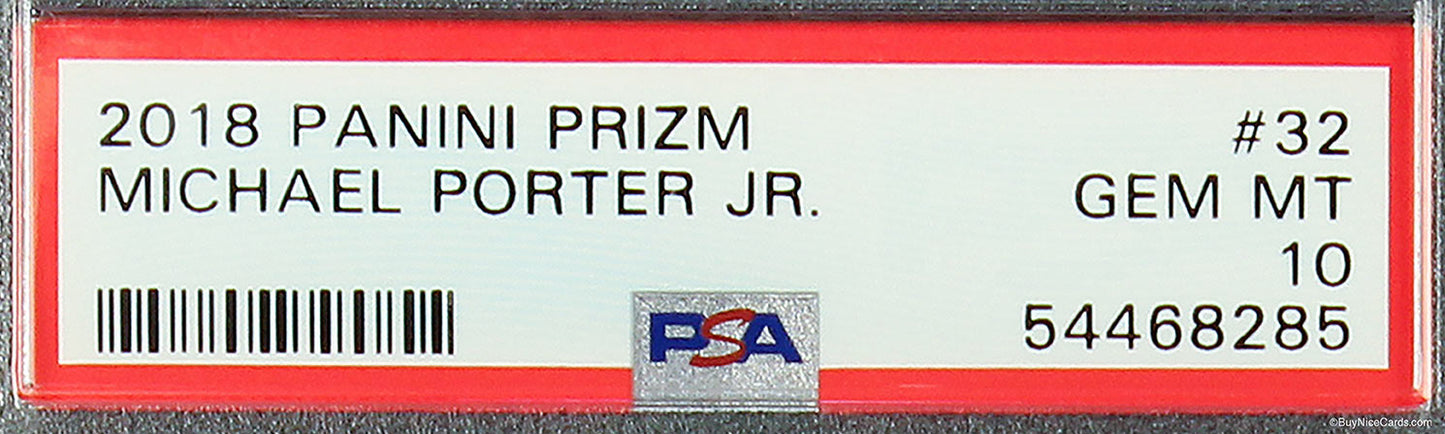 2018 PANINI PRIZM #32
MICHAEL PORTER JR. GEM MT
10
PSA 54468285
©BuyNiceCards.com